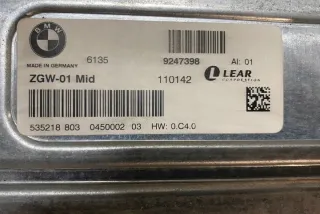 BMW
MADE IN GERMANY 6135 9247398 AI: 01
ZGW-01 Mid 110142 LEAR CORPORATION
535218 803 0450002 03 HW: 0.C4.0